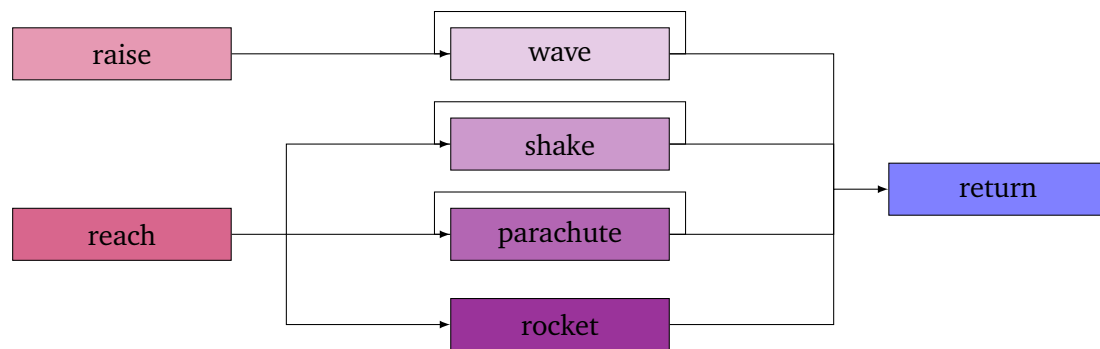 raise
wave
shake
return
reach
parachute
rocket